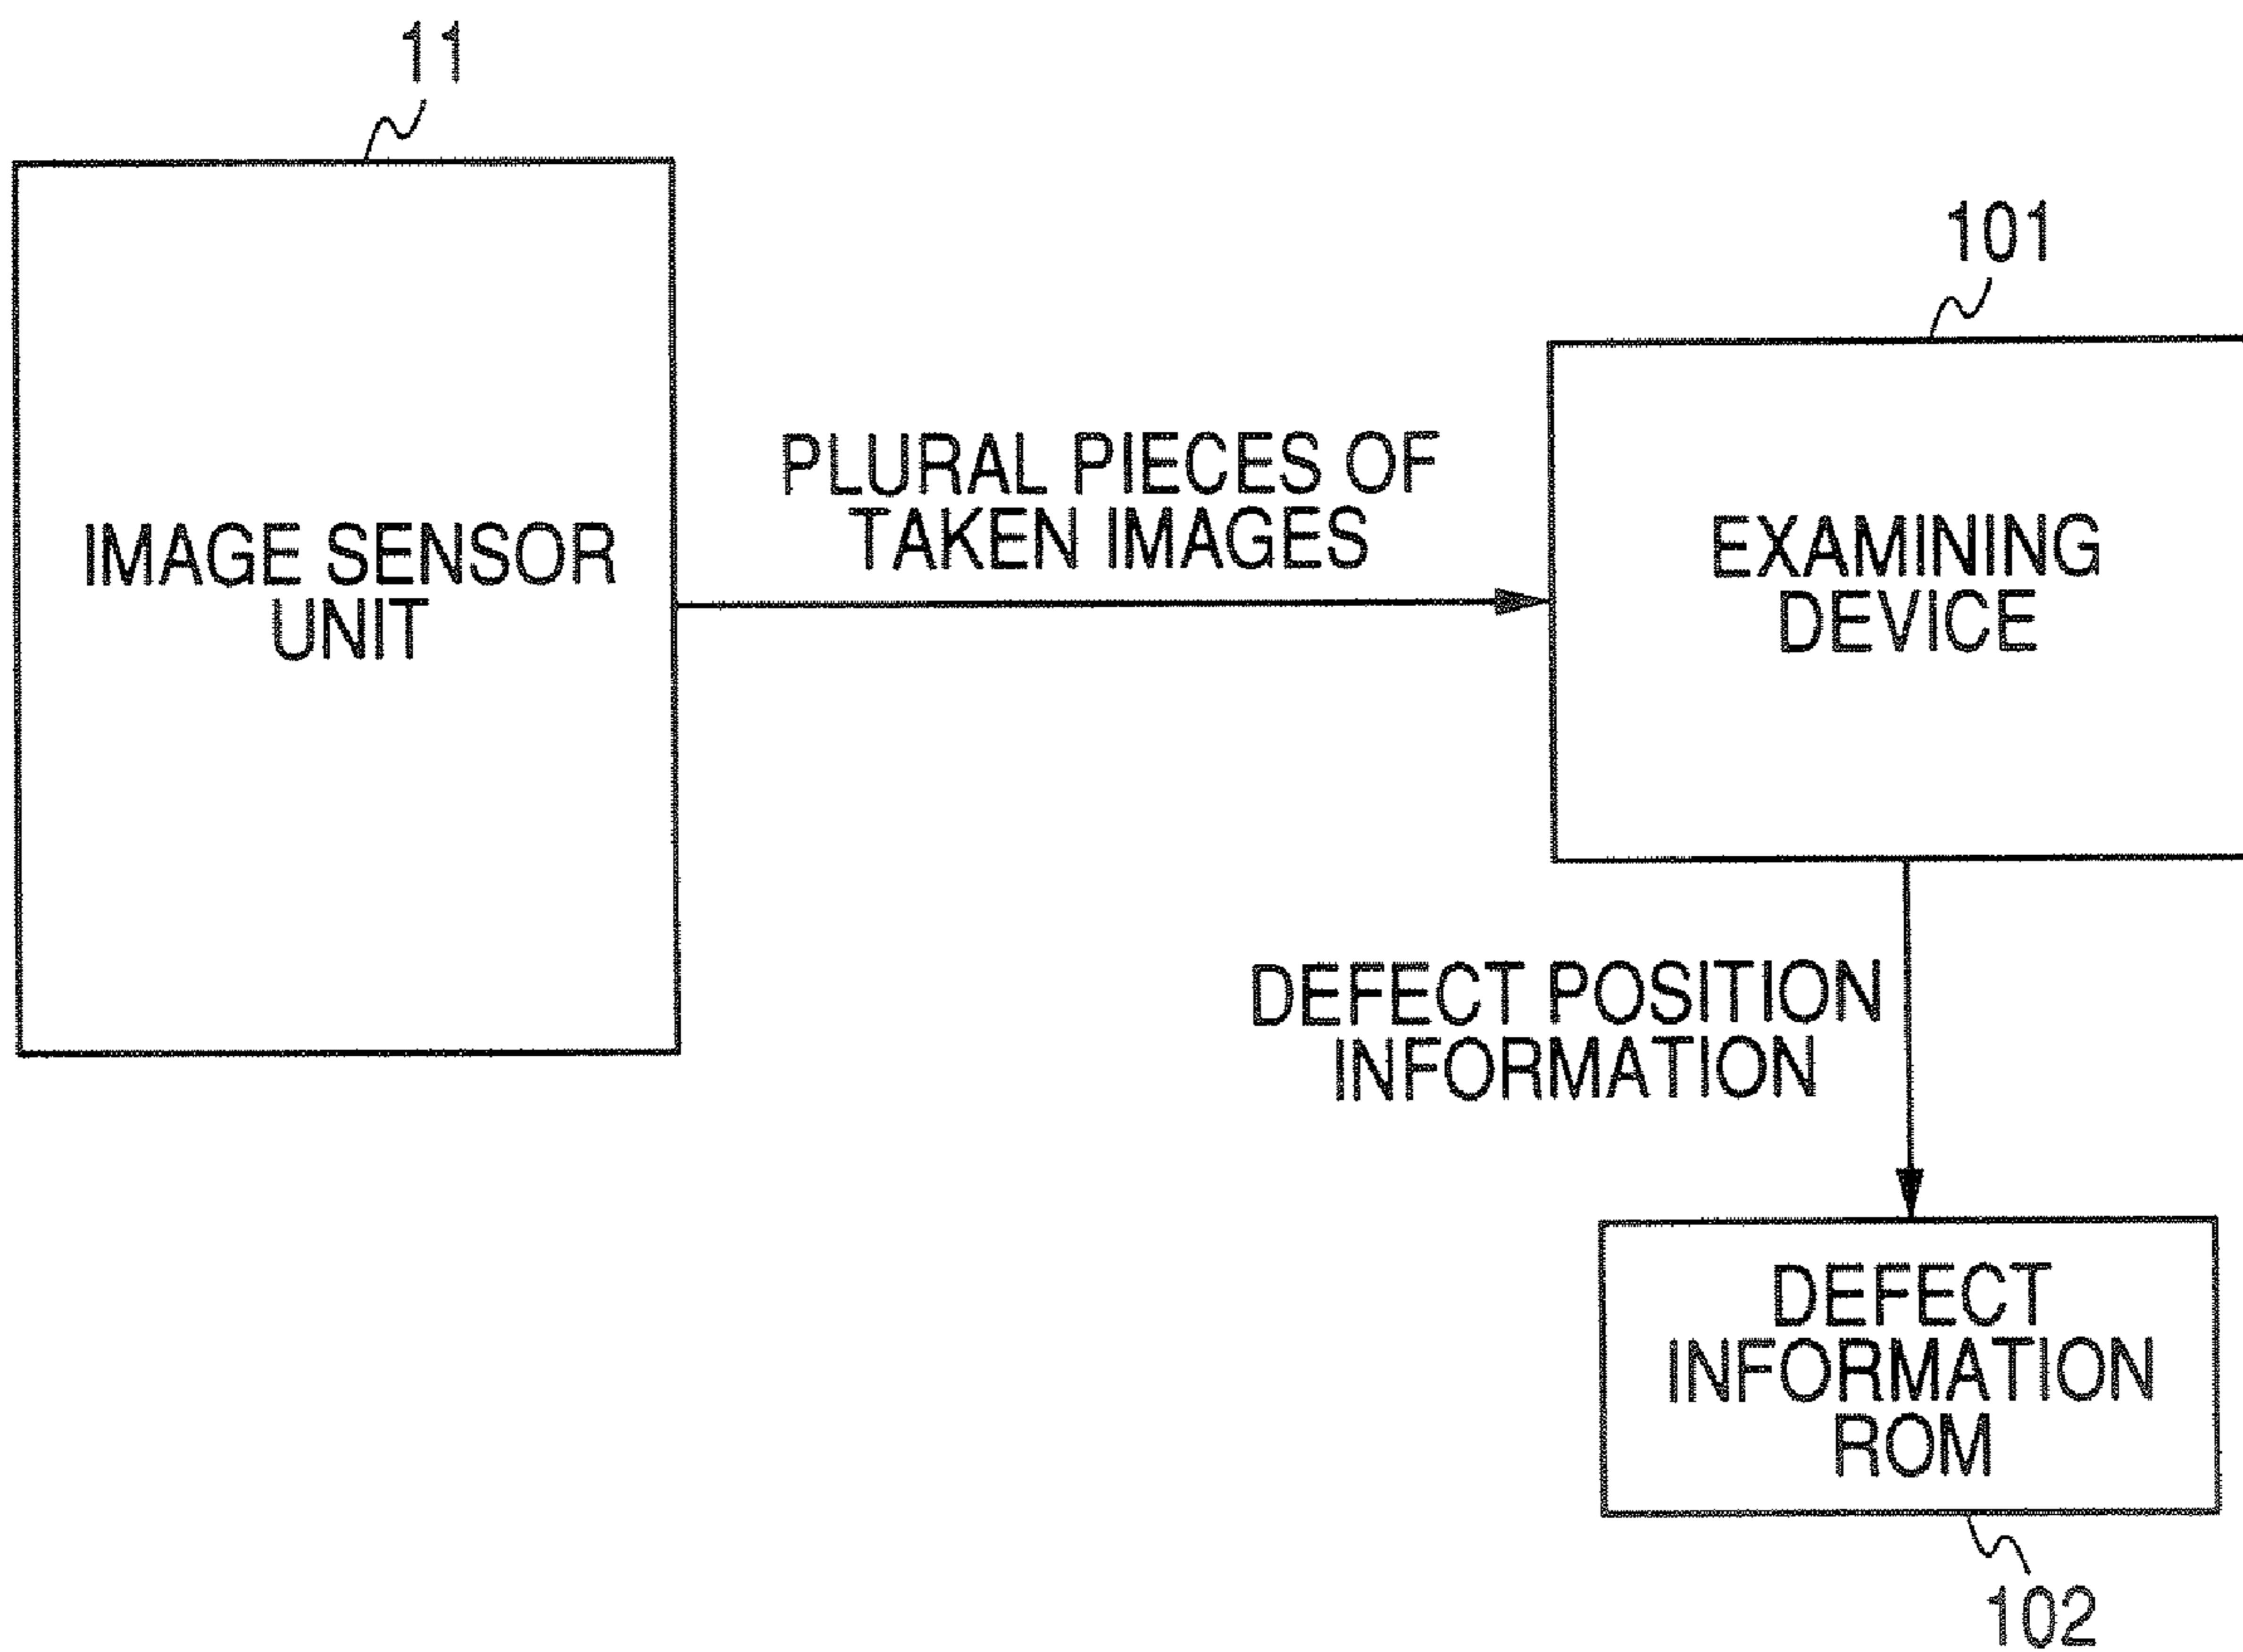 11
IMAGE SENSOR
UNIT
PLURAL PIECES OF
TAKEN IMAGES
101
EXAMINING
DEVICE
DEFECT POSITION
INFORMATION
DEFECT
INFORMATION
ROM
102